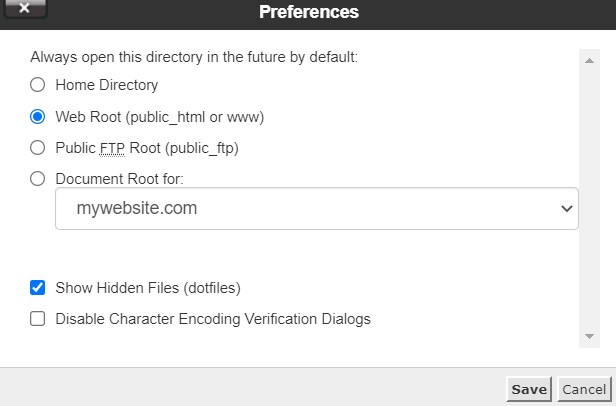 Preferences
Always open this directory in the future by default:
Home Directory
Web Root (public_html or www)
Public FTP Root (public_ftp)
Document Root for:
mywebsite.com
Show Hidden Files (dotfiles)
Disable Character Encoding Verification Dialogs
Save Cancel